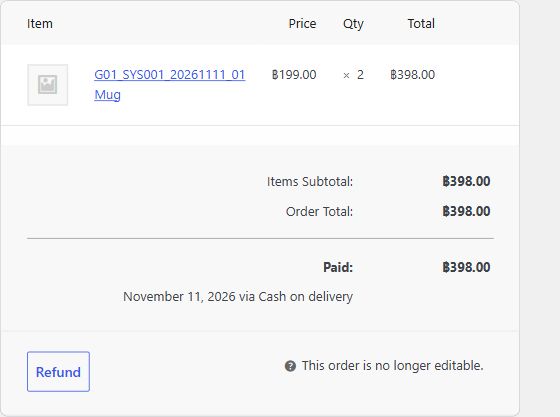 Item Price Qty Total
G01_SYS001_20261111_01 ฿199.00 × 2 ฿398.00
Mug
Items Subtotal: ฿398.00
Order Total: ฿398.00
Paid: ฿398.00
November 11, 2026 via Cash on delivery
Refund ? This order is no longer editable.